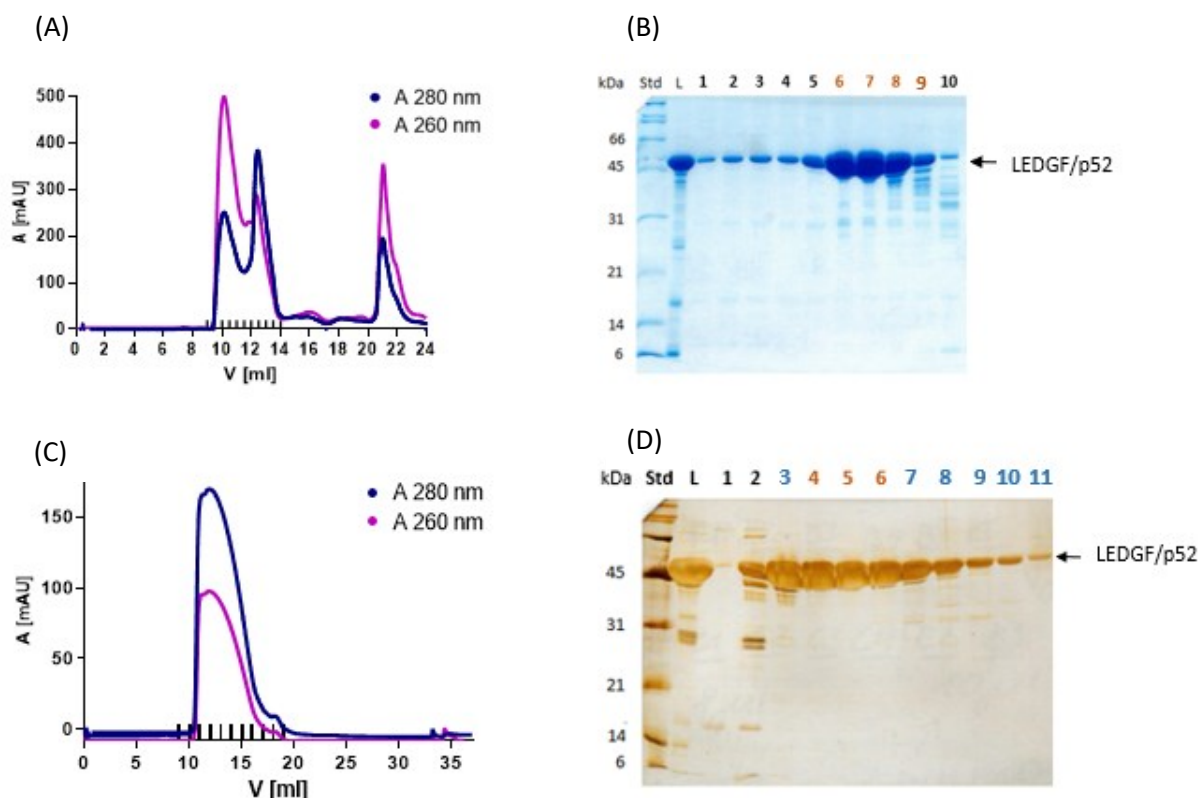 (A)
500
400
300
200
100
0
A [mAU]
A 280 nm
A 260 nm
0 2 4 6 8 10 12 14 16 18 20 22 24
V [ml]
(B)
kDa Std L 1 2 3 4 5 6 7 8 9 10
66
45
31
21
14
6
LEDGF/p52
(C)
150
100
50
0
A [mAU]
A 280 nm
A 260 nm
0 5 10 15 20 25 30 35
V [ml]
(D)
kDa Std L 1 2 3 4 5 6 7 8 9 10 11
45
31
21
14
6
LEDGF/p52